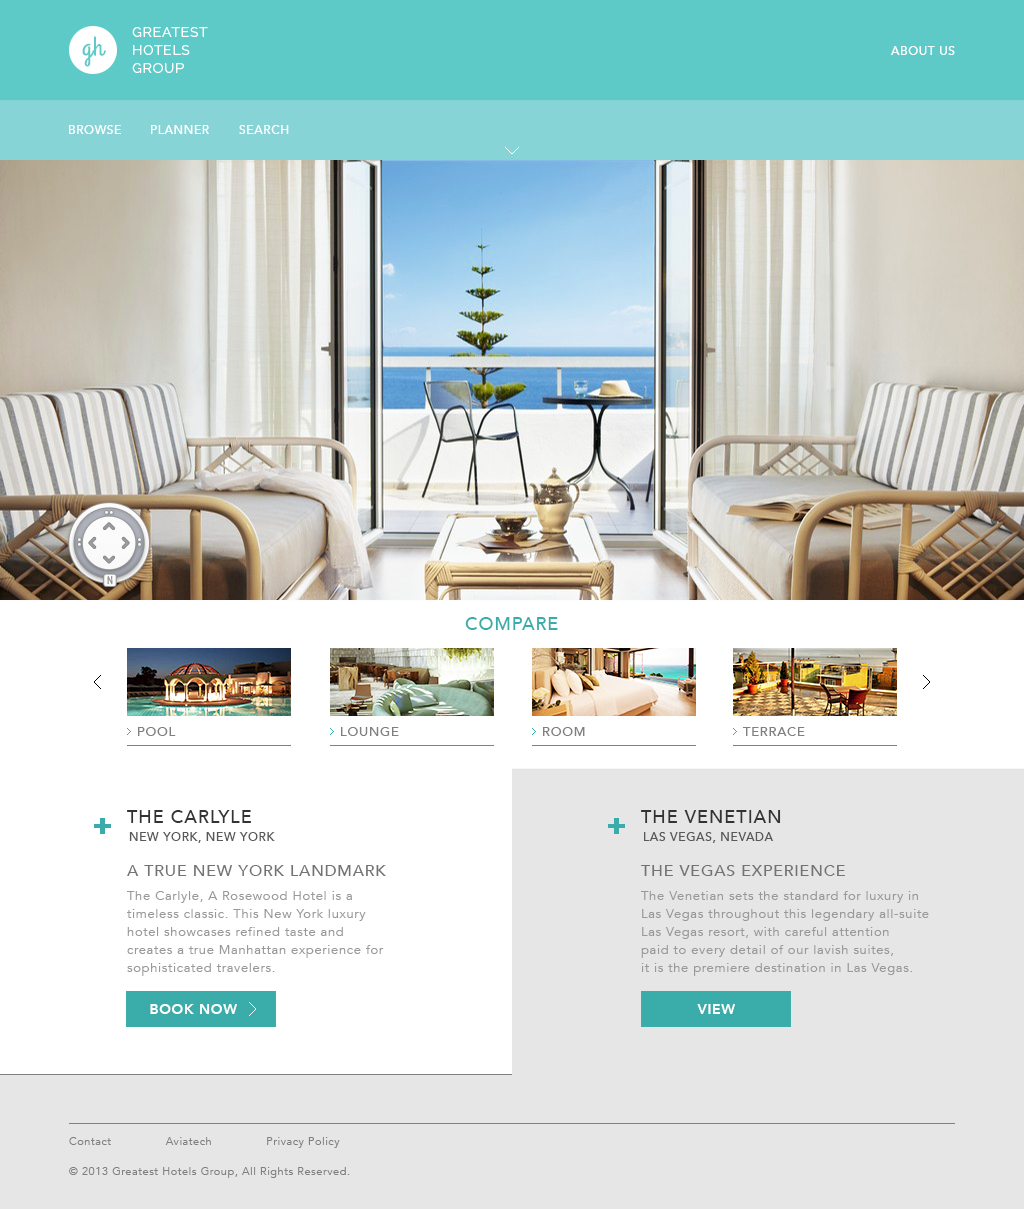 gh
GREATEST
HOTELS
GROUP
ABOUT US
BROWSE PLANNER SEARCH
N
COMPARE
POOL LOUNGE ROOM TERRACE
THE CARLYLE
NEW YORK, NEW YORK
A TRUE NEW YORK LANDMARK
The Carlyle, A Rosewood Hotel is a
timeless classic. This New York luxury
hotel showcases refined taste and
creates a true Manhattan experience for
sophisticated travelers.
BOOK NOW
THE VENETIAN
LAS VEGAS, NEVADA
THE VEGAS EXPERIENCE
The Venetian sets the standard for luxury in
Las Vegas throughout this legendary all-suite
Las Vegas resort, with careful attention
paid to every detail of our lavish suites,
it is the premiere destination in Las Vegas.
VIEW
Contact Aviatech Privacy Policy
© 2013 Greatest Hotels Group, All Rights Reserved.